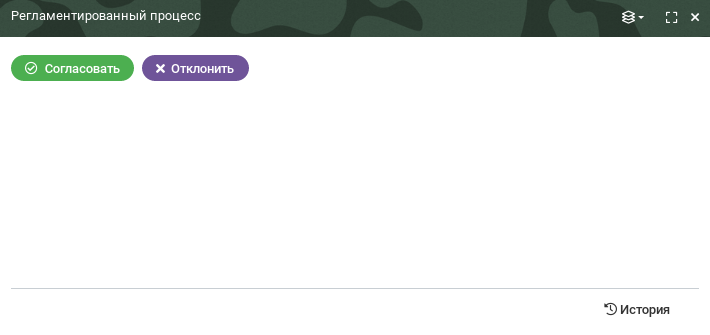 Регламентированный процесс
Согласовать
Отклонить
История